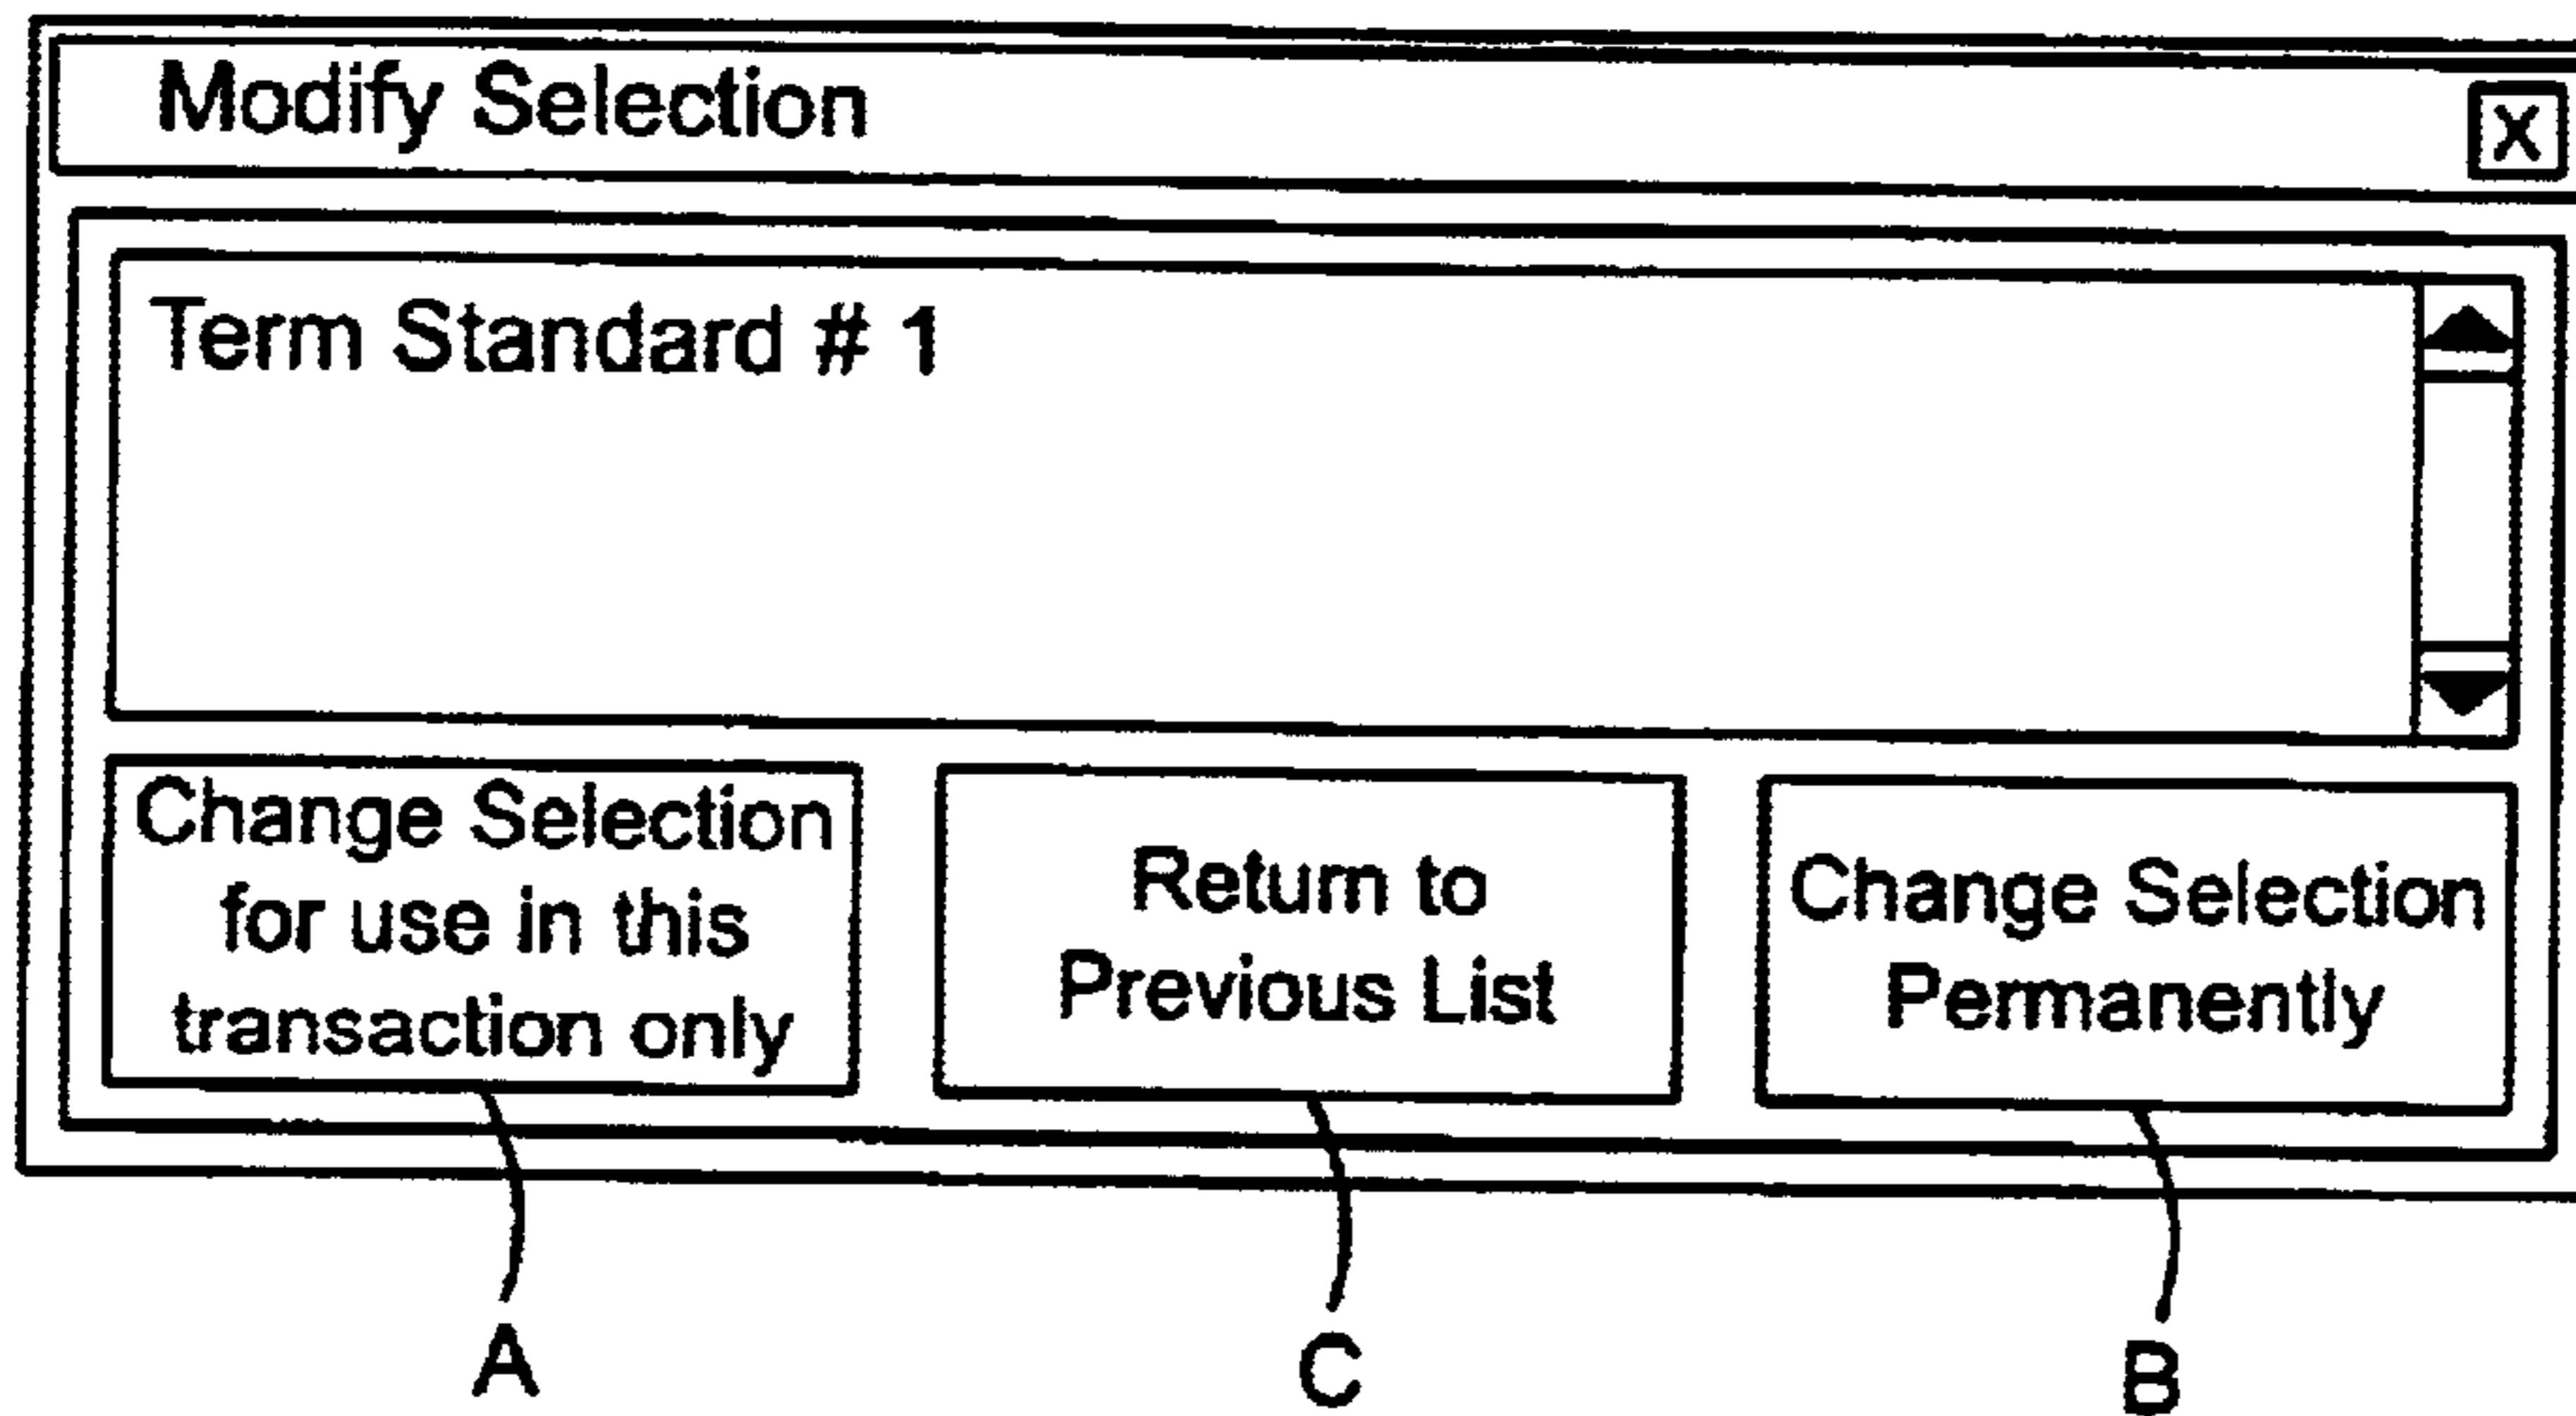 Modify Selection
X
Term Standard # 1
Change Selection
for use in this
transaction only
Return to
Previous List
Change Selection
Permanently
A
C
B